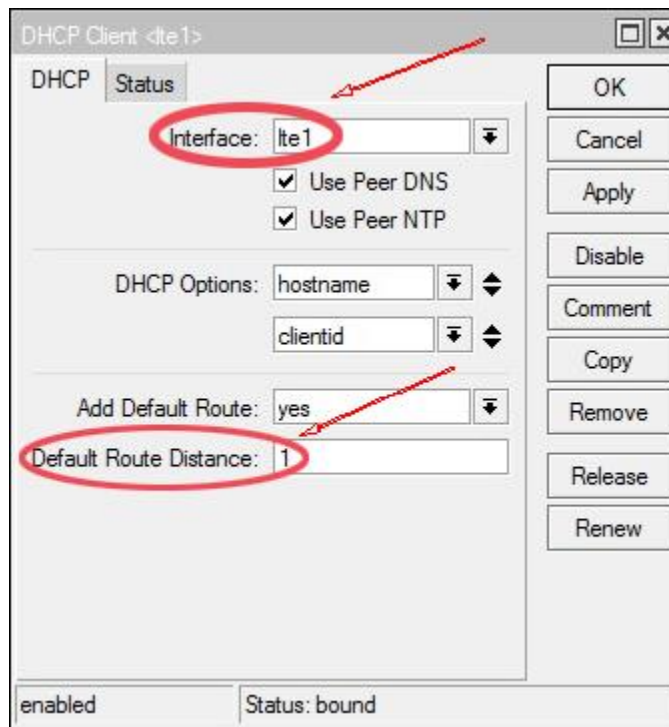 DHCP Client <lte1>
DHCP Status
Interface: lte1
Use Peer DNS
Use Peer NTP
DHCP Options: hostname
clientid
Add Default Route: yes
Default Route Distance: 1
OK
Cancel
Apply
Disable
Comment
Copy
Remove
Release
Renew
enabled Status: bound